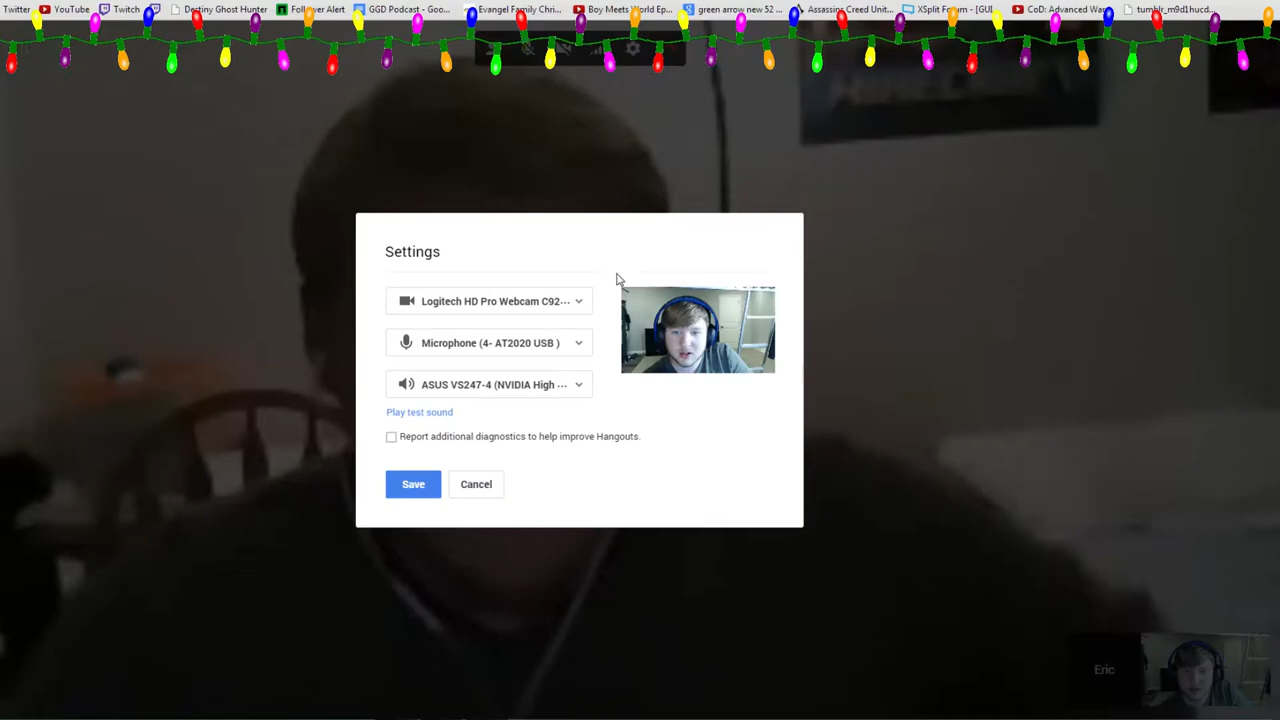 Twitter YouTube Twitch Destiny Ghost Hunter Follower Alert GGD Podcast - Goo... Evangel Family Chri... Boy Meets World Ep... green arrow new 52 ... Assassins Creed Unit... XSplit Forum - [GUI CoD: Advanced War tumblr_m9d1hucd...
Settings
Logitech HD Pro Webcam C92...
Microphone (4- AT2020 USB )
ASUS VS247-4 (NVIDIA High ...
Play test sound
Report additional diagnostics to help improve Hangouts.
Save Cancel
Eric